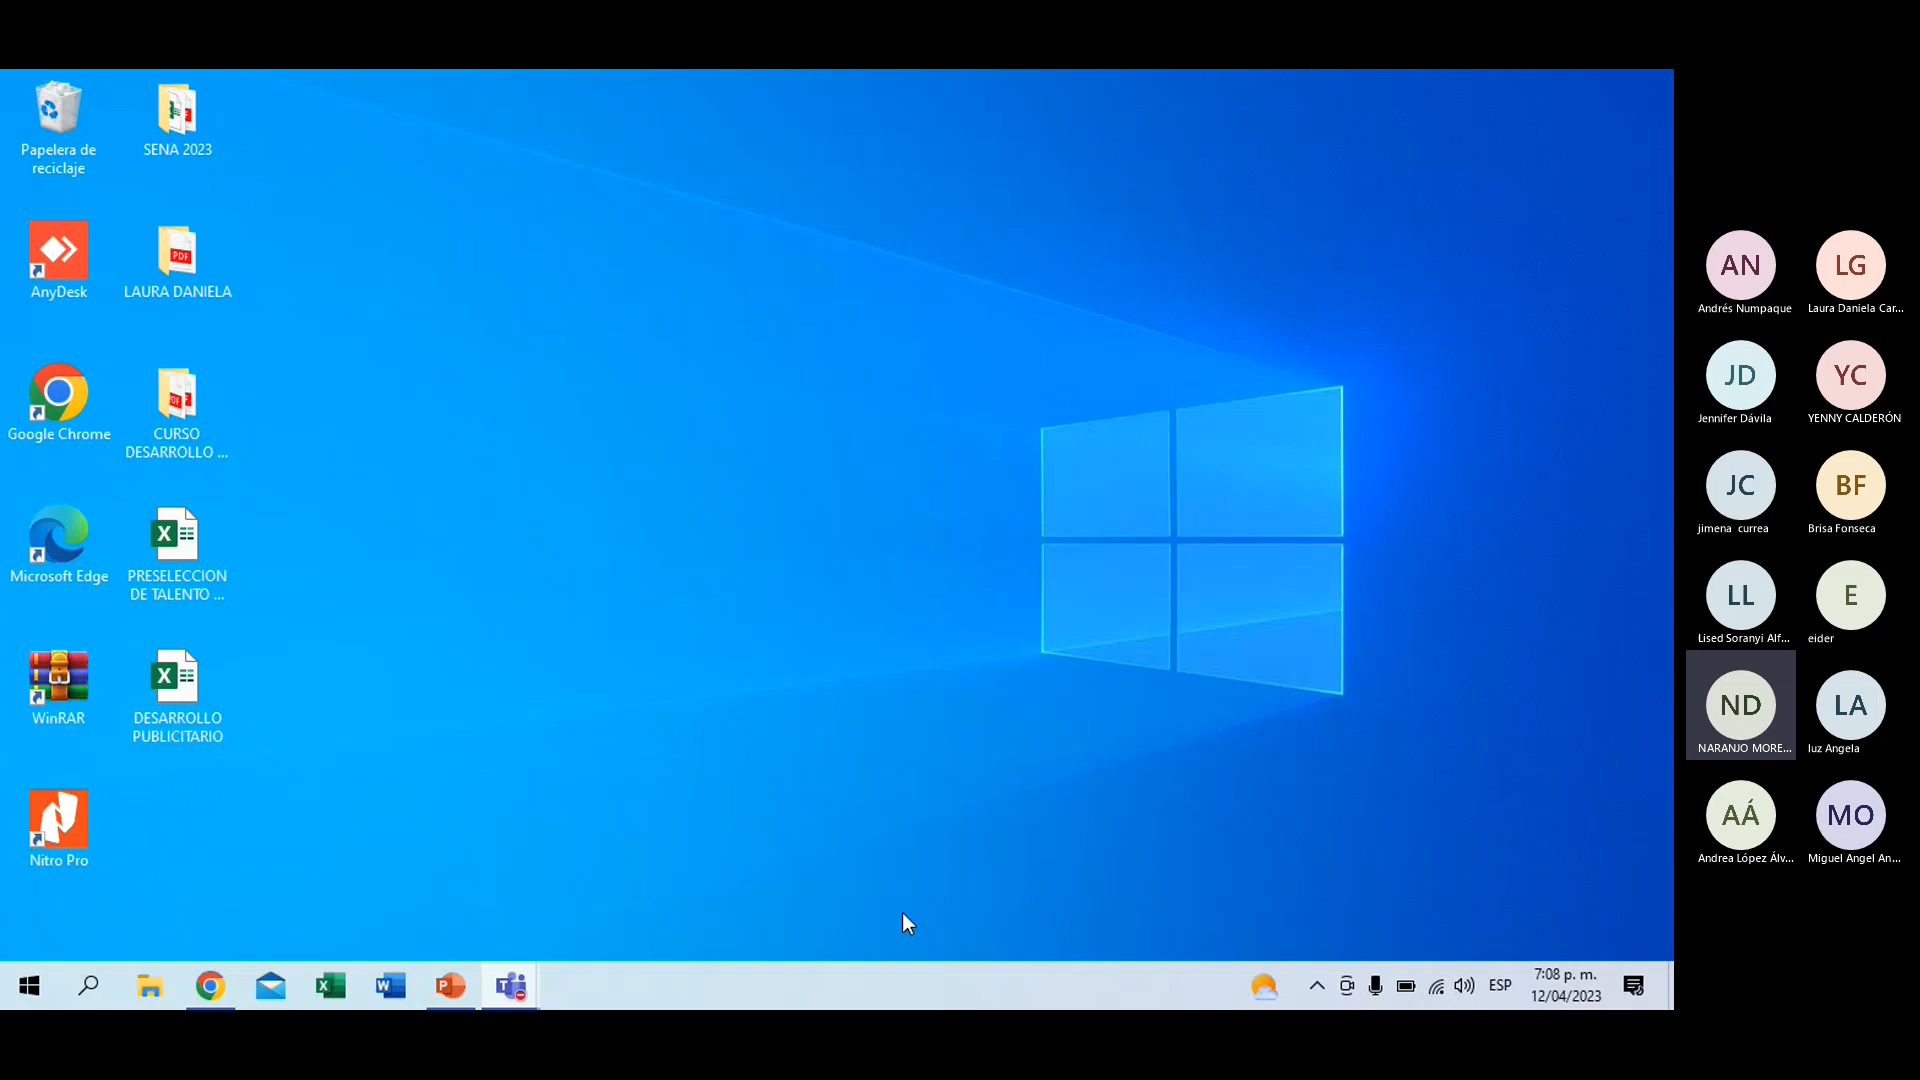 Papelera de
reciclaje
SENA 2023
AnyDesk
LAURA DANIELA
PDF
Google Chrome
CURSO
DESARROLLO ...
Microsoft Edge
PRESELECCION
DE TALENTO ...
WinRAR
DESARROLLO
PUBLICITARIO
Nitro Pro
ESP
7:08 p. m.
12/04/2023
AN
Andrés Numpaque
LG
Laura Daniela Car...
JD
Jennifer Dávila
YC
YENNY CALDERÓN
JC
jimena currea
BF
Brisa Fonseca
LL
Łised Soranyi Alf...
E
eider
ND
NARANJO MORE...
LA
luz Angela
AÁ
Andrea López Álv...
MO
Miguel Angel An...